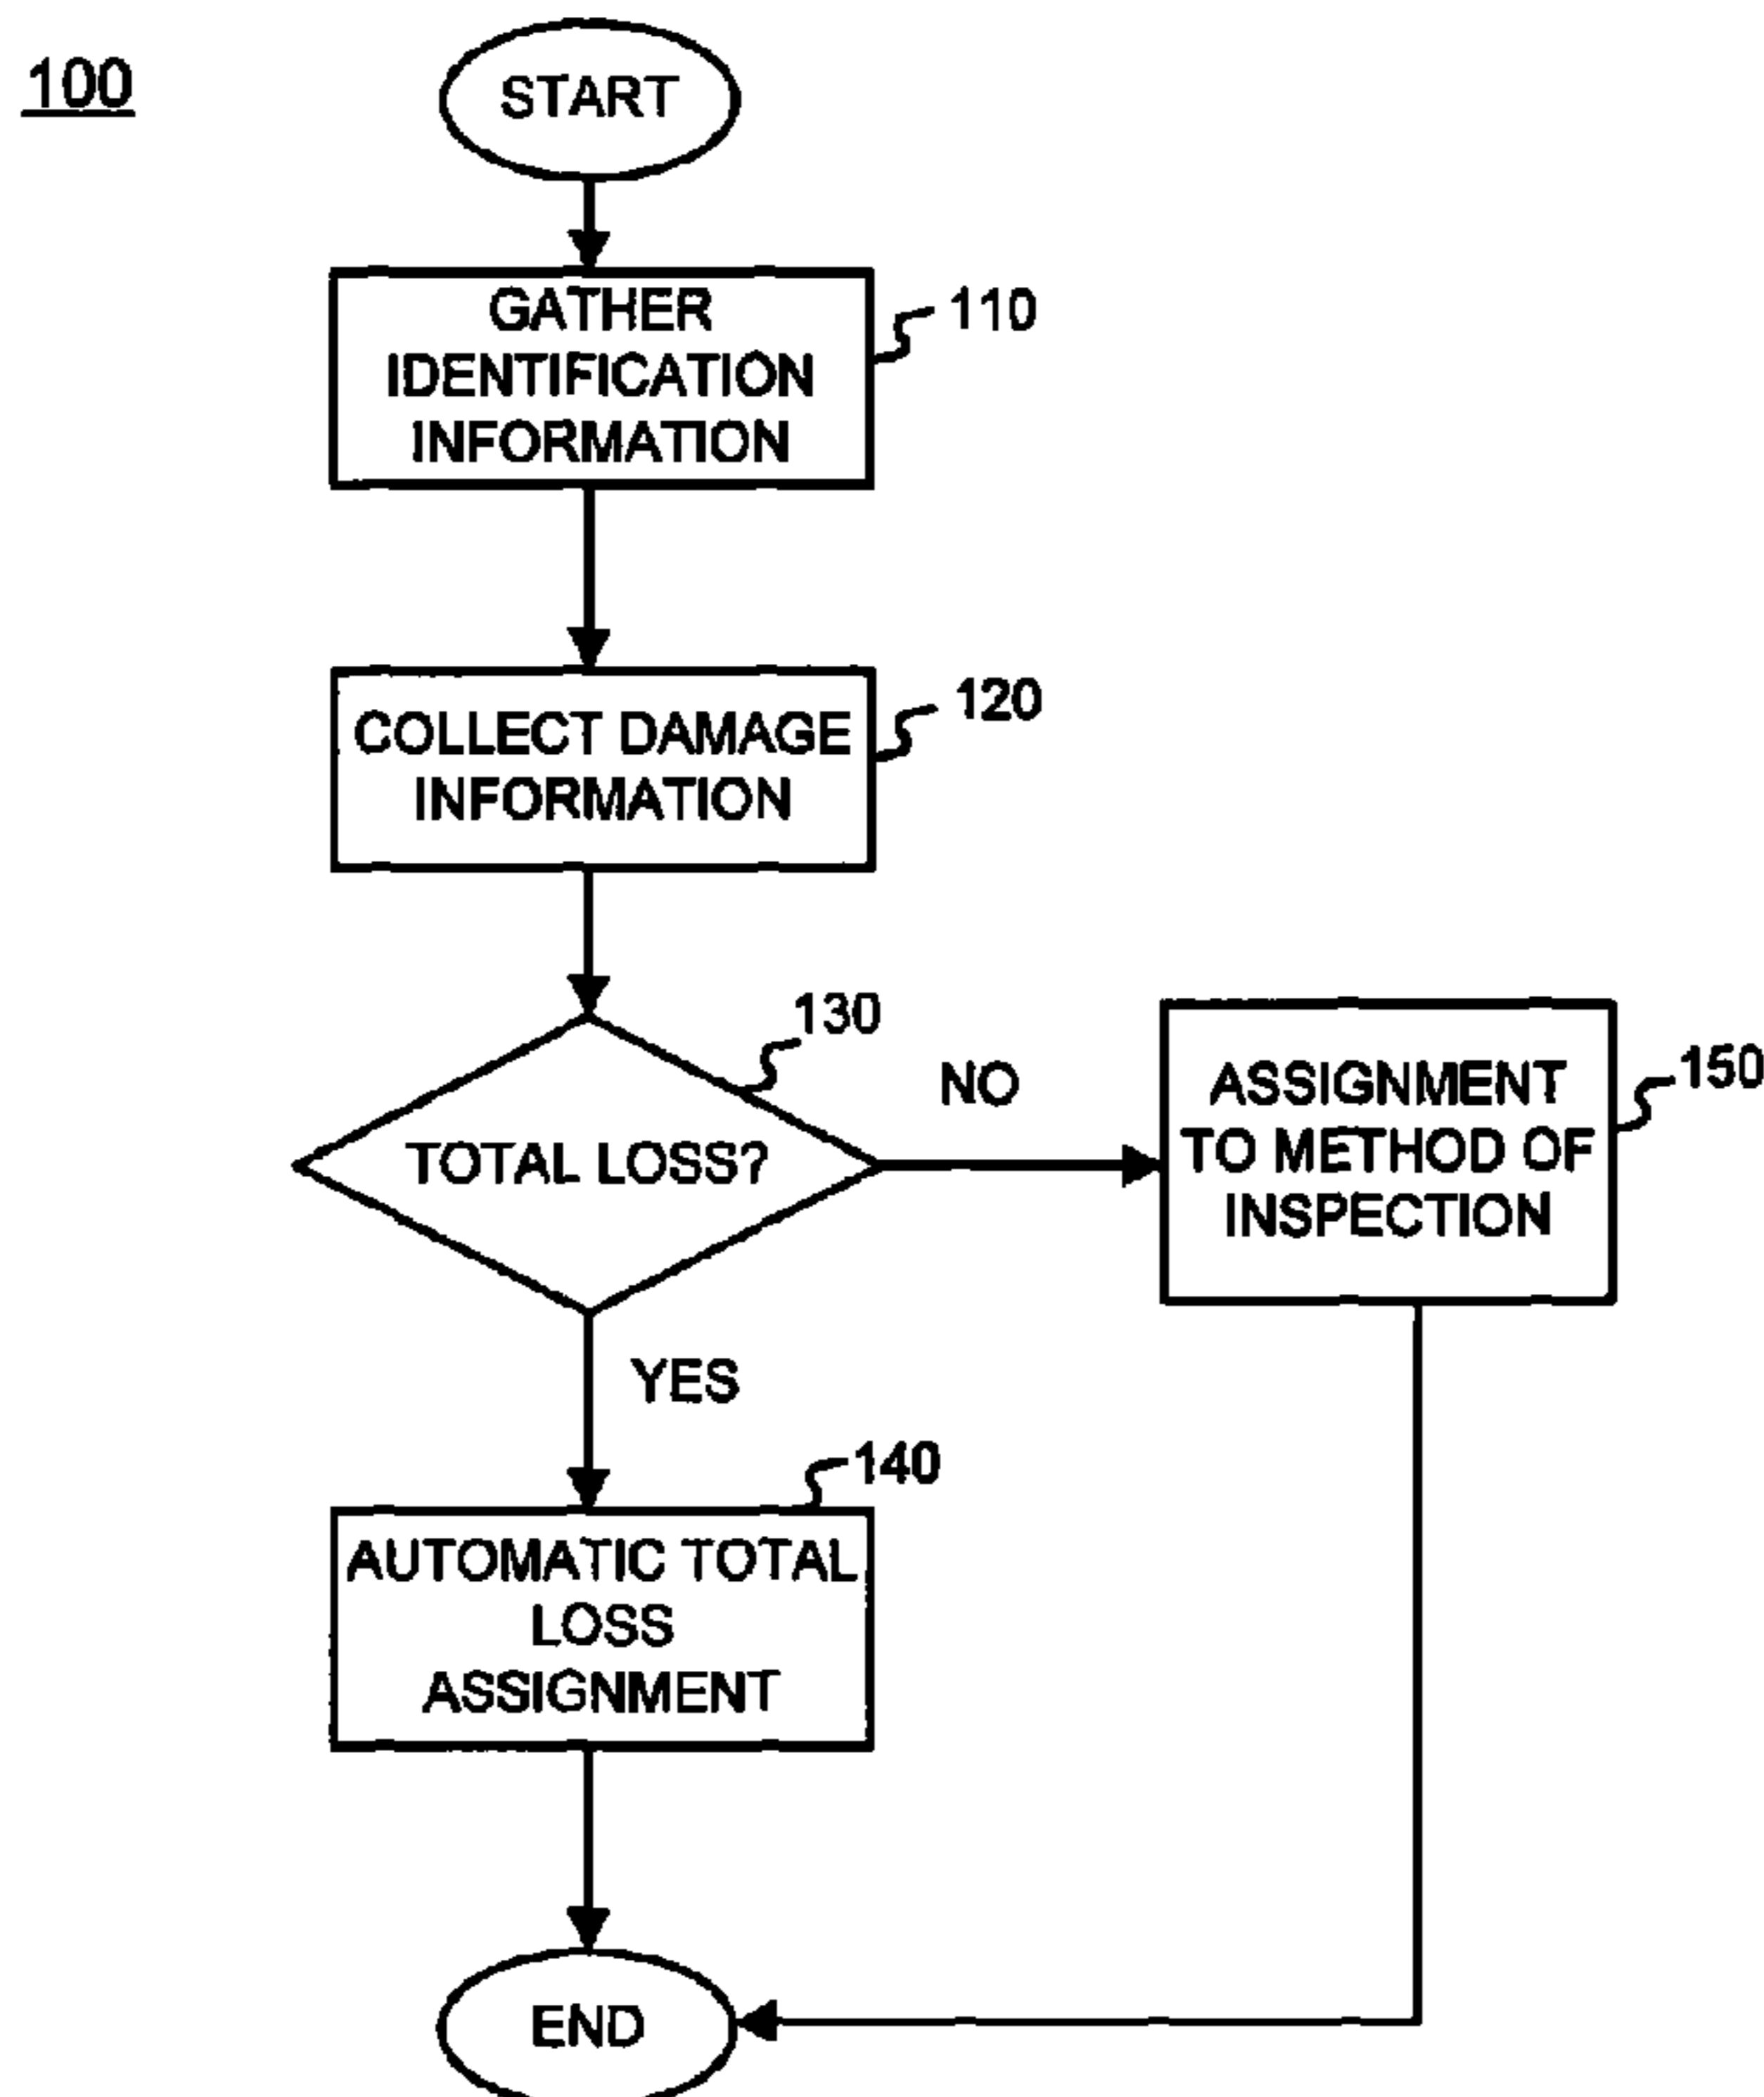 100
START
GATHER
IDENTIFICATION
INFORMATION
110
COLLECT DAMAGE
INFORMATION
120
130
TOTAL LOSS?
NO
ASSIGNMENT
TO METHOD OF
INSPECTION
150
YES
140
AUTOMATIC TOTAL
LOSS
ASSIGNMENT
END